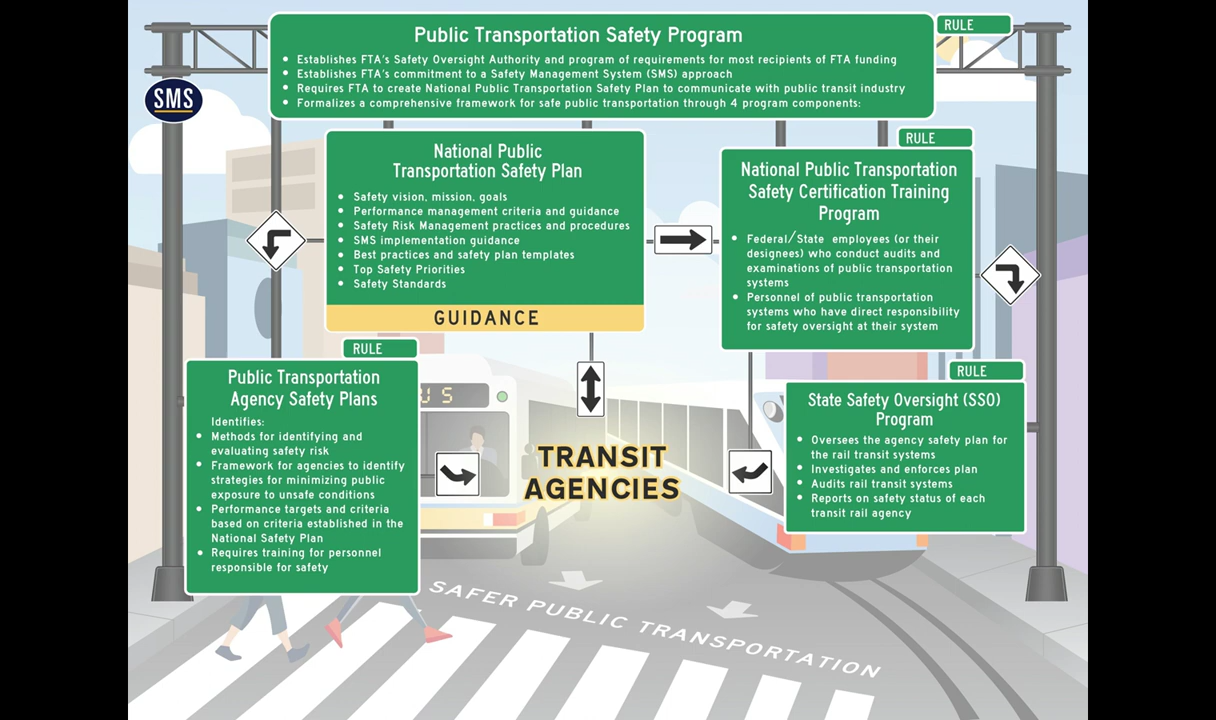 RULE
Public Transportation Safety Program
• Establishes FTA's Safety Oversight Authority and program of requirements for most recipients of FTA funding
• Establishes FTA's commitment to a Safety Management System (SMS) approach
• Requires FTA to create National Public Transportation Safety Plan to communicate with public transit industry
• Formalizes a comprehensive framework for safe public transportation through 4 program components:
SMS
National Public
Transportation Safety Plan
• Safety vision, mission, goals
• Performance management criteria and guidance
• Safety Risk Management practices and procedures
• SMS implementation guidance
• Best practices and safety plan templates
• Top Safety Priorities
• Safety Standards
GUIDANCE
RULE
National Public Transportation
Safety Certification Training
Program
• Federal/State employees (or their
designees) who conduct audits and
examinations of public transportation
systems
• Personnel of public transportation
systems who have direct responsibility
for safety oversight at their system
RULE
Public Transportation
Agency Safety Plans
Identifies:
• Methods for identifying and
evaluating safety risk
• Framework for agencies to identify
strategies for minimizing public
exposure to unsafe conditions
• Performance targets and criteria
based on criteria established in the
National Safety Plan
• Requires training for personnel
responsible for safety
US
TRANSIT
AGENCIES
RULE
State Safety Oversight (SSO)
Program
• Oversees the agency safety plan for
the rail transit systems
• Investigates and enforces plan
• Audits rail transit systems
• Reports on safety status of each
transit rail agency
SAFER PUBLIC TRANSPORTATION